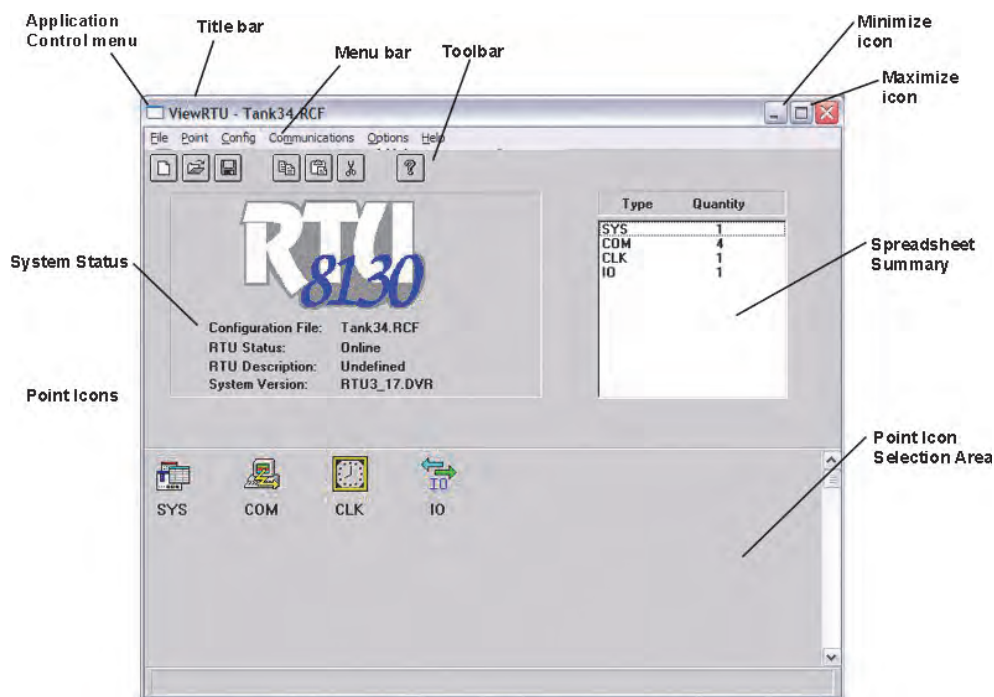 Application
Control menu
Title bar
Menu bar
Toolbar
Minimize
icon
Maximize
icon
ViewRTU - Tank34.RCF
File Point Config Communications Options Help
RTU
8130
Type Quantity
SYS 1
COM 4
CLK 1
IO 1
System Status
Spreadsheet
Summary
Configuration File: Tank34.RCF
RTU Status: Online
RTU Description: Undefined
System Version: RTU3_17.DVR
Point Icons
Point Icon
Selection Area
IO
SYS COM CLK IO